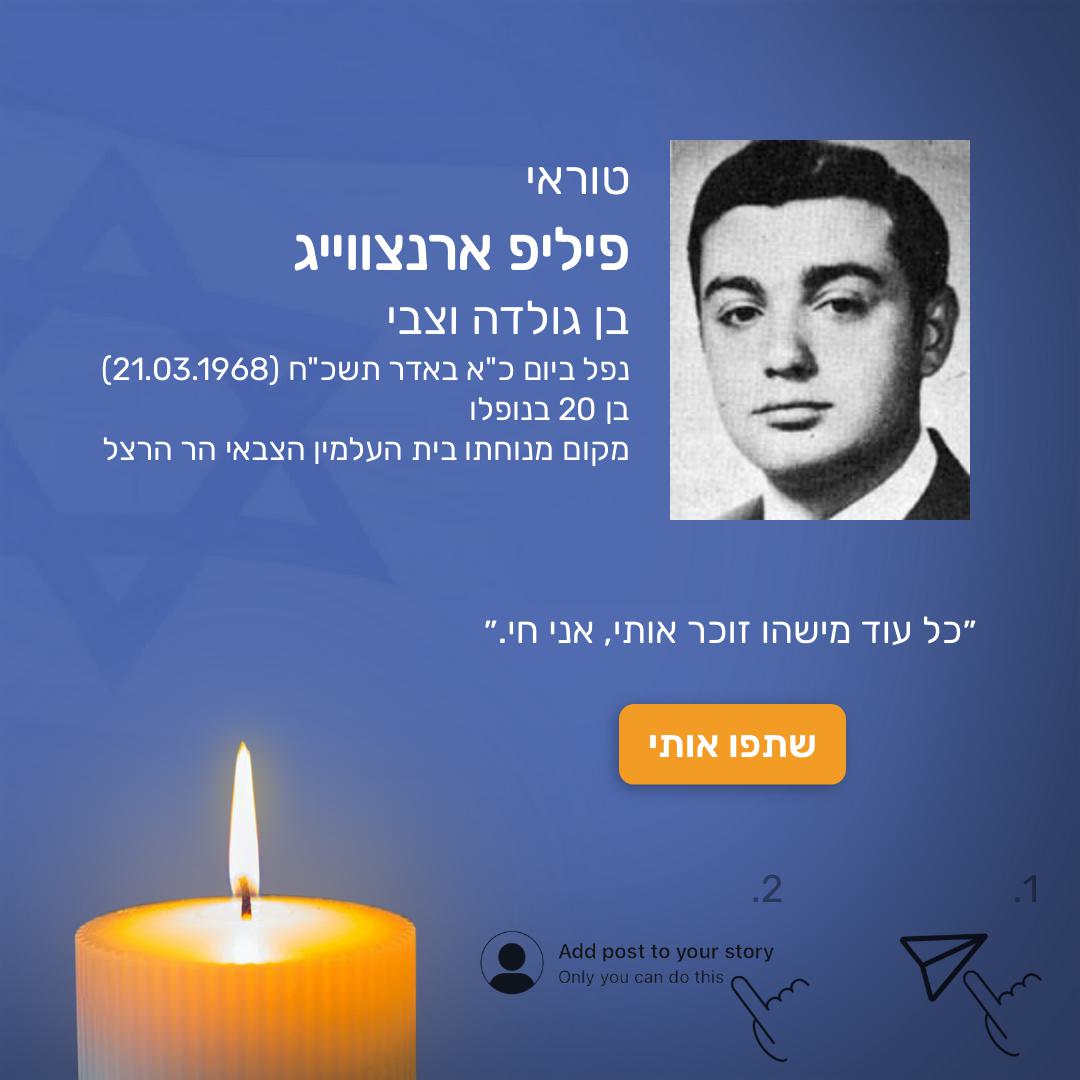 טוראי
פיליפ ארנצווייג
בן גולדה וצבי
נפל ביום כ"א באדר תשכ"ח (21.03.1968)
בן 20 בנופלו
מקום מנוחתו בית העלמין הצבאי הר הרצל
״כל עוד מישהו זוכר אותי, אני חי.״
שתפו אותי
1.
2.
Add post to your story
Only you can do this